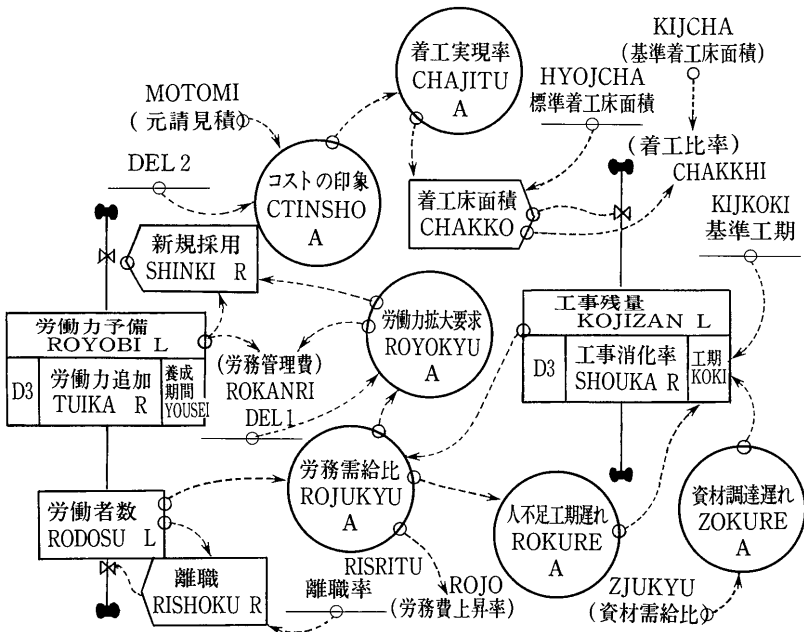 着工実現率
CHAJITU
A
KIJCHA
(基準着工床面積)
MOTOMI
(元請見積)
HYOJCHA
標準着工床面積
DEL 2
コストの印象
CTINSHO
A
着工床面積
CHAKKO
(着工比率)
CHAKKHI
KIJKOKI
基準工期
新規採用
SHINKI R
労働力予備
ROYOBI L
D3
労働力追加
TUIKA R
養成
期間
YOUSEI
労働力拡大要求
ROYOKYU
A
(労務管理費)
ROKANRI
DEL 1
工事残量
KOJIZAN L
D3
工事消化率
SHOUKA R
工期
KOKI
労働者数
RODOSU L
労務需給比
ROJUKYU
A
人不足工期遅れ
ROKURE
A
資材調達遅れ
ZOKURE
A
離職
RISHOKU R
RISRITU
離職率
ROJO
(労務費上昇率)
ZJUKYU
(資材需給比)